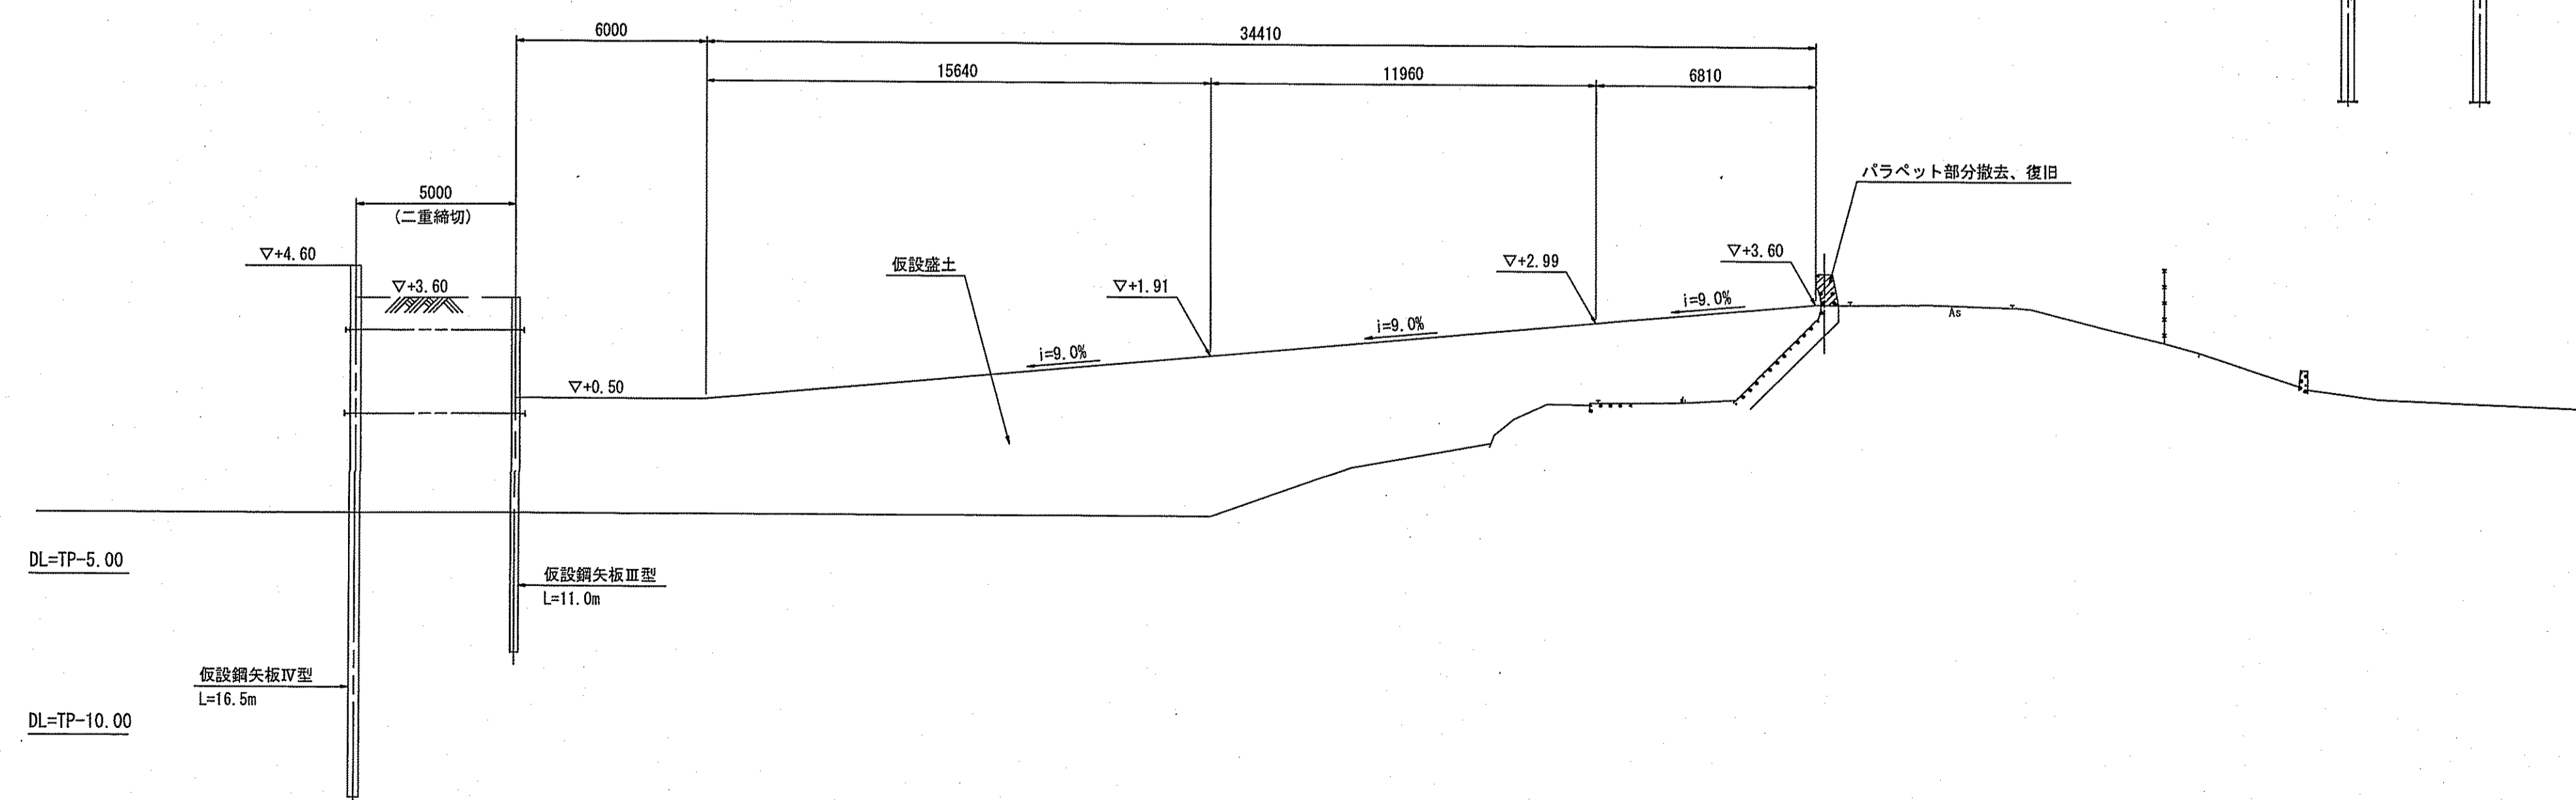 6000
34410
15640
11960
6810
パラペット部分撤去、復旧
5000
(二重締切)
▽+4.60
▽+3.60
仮設盛土
▽+1.91
▽+2.99
▽+3.60
i=9.0%
i=9.0%
i=9.0%
As
▽+0.50
DL=TP-5.00
仮設鋼矢板Ⅲ型
L=11.0m
仮設鋼矢板Ⅳ型
L=16.5m
DL=TP-10.00